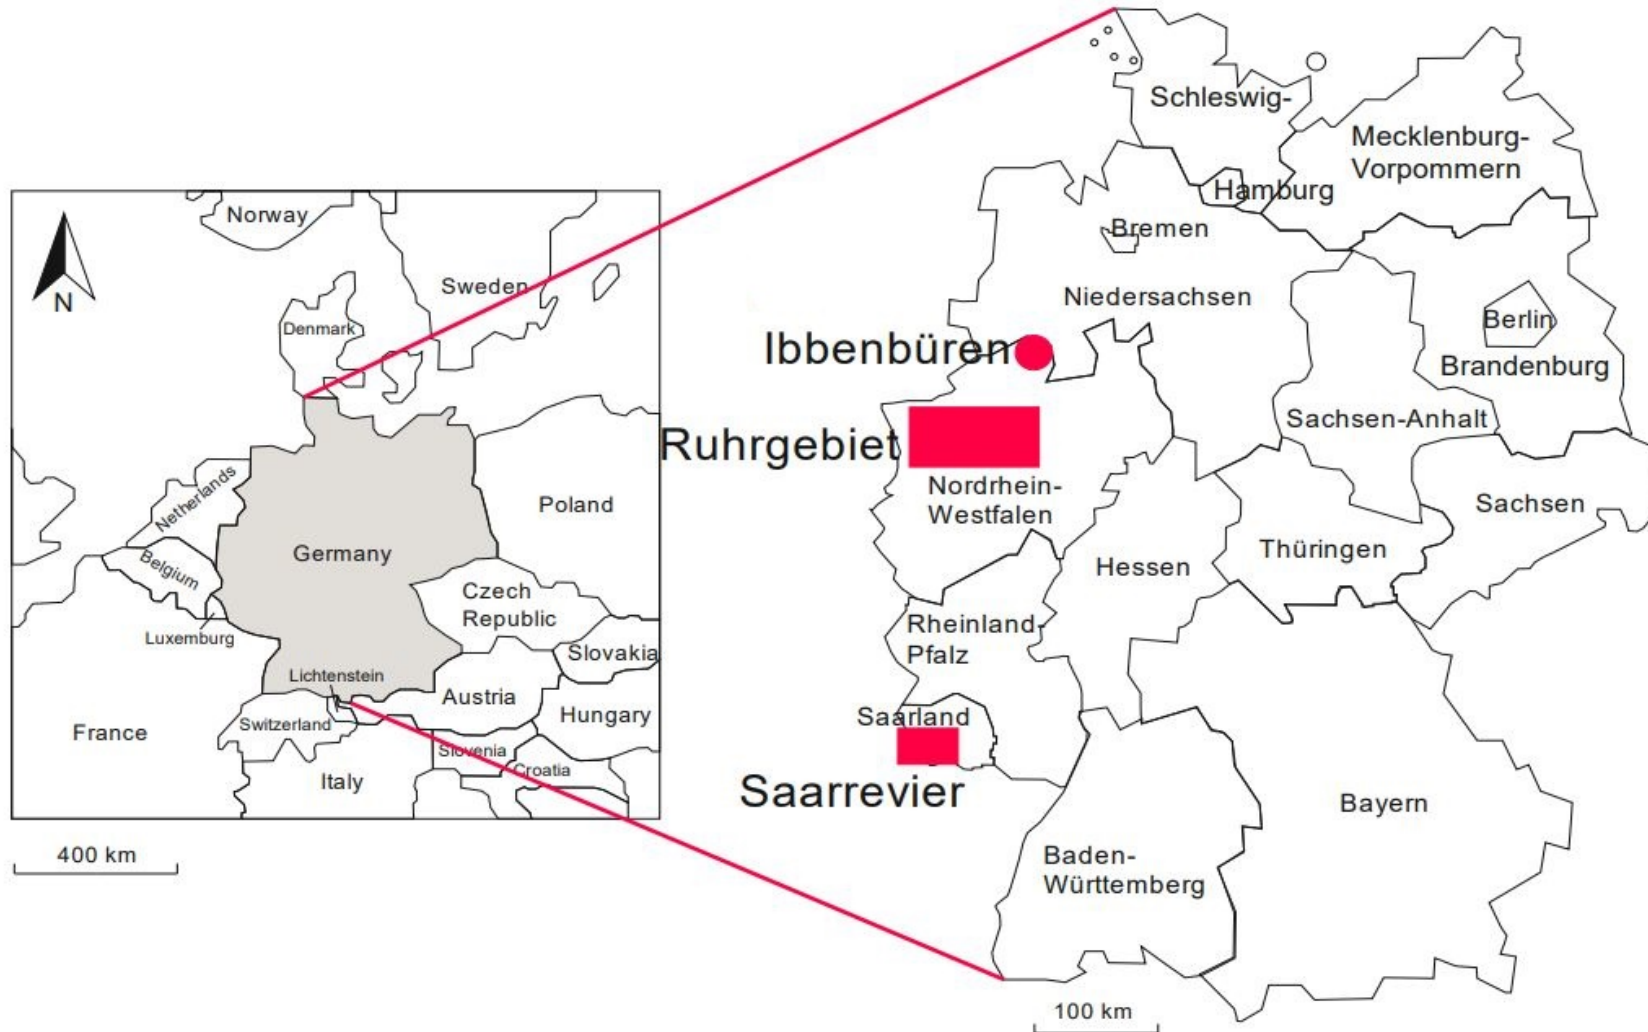 Norway
N
Sweden
Denmark
Netherlands
Poland
Belgium
Germany
Czech
Republic
Luxemburg
Slovakia
Lichtenstein
Austria
France
Switzerland
Hungary
Slovenia
Croatia
Italy
400 km
Schleswig-
Mecklenburg-
Vorpommern
Hamburg
Bremen
Niedersachsen
Berlin
Ibbenbüren
Brandenburg
Sachsen-Anhalt
Ruhrgebiet
Nordrhein-
Westfalen
Sachsen
Thüringen
Hessen
Rheinland-
Pfalz
Saarland
Saarrevier
Bayern
Baden-
Württemberg
100 km